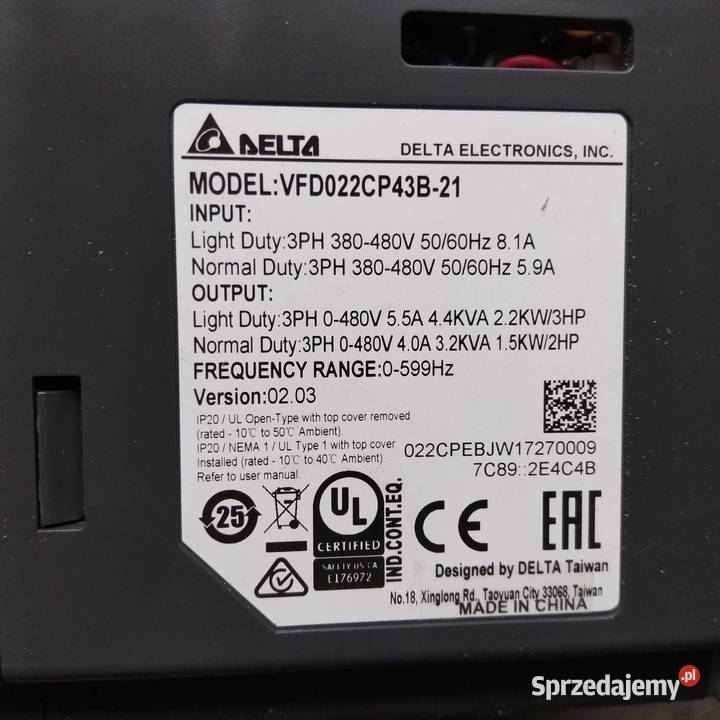 DELTA
DELTA ELECTRONICS, INC.
MODEL:VFD022CP43B-21
INPUT:
Light Duty:3PH 380-480V 50/60Hz 8.1A
Normal Duty:3PH 380-480V 50/60Hz 5.9A
OUTPUT:
Light Duty:3PH 0-480V 5.5A 4.4KVA 2.2KW/3HP
Normal Duty:3PH 0-480V 4.0A 3.2KVA 1.5KW/2HP
FREQUENCY RANGE:0-599Hz
Version:02.03
IP20 / UL Open-Type with top cover removed
(rated - 10℃ to 50℃ Ambient).
IP20 / NEMA 1 / UL Type 1 with top cover
Installed (rated - 10℃ to 40℃ Ambient).
Refer to user manual.
022CPEBJW17270009
7C89::2E4C4B
25
UL
CERTIFIED
SAFETY US CA
E176972
IND.CONT.EQ.
CE
EAC
Designed by DELTA Taiwan
No.18, Xinglong Rd., Taoyuan City 33068, Taiwan
MADE IN CHINA
Sprzedajemy.pl